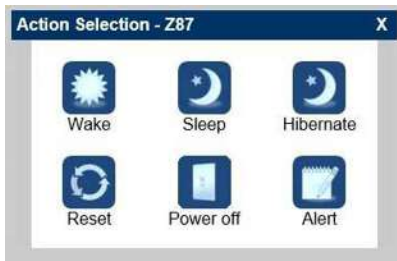 Action Selection - Z87 X
Wake Sleep Hibernate
Reset Power off Alert